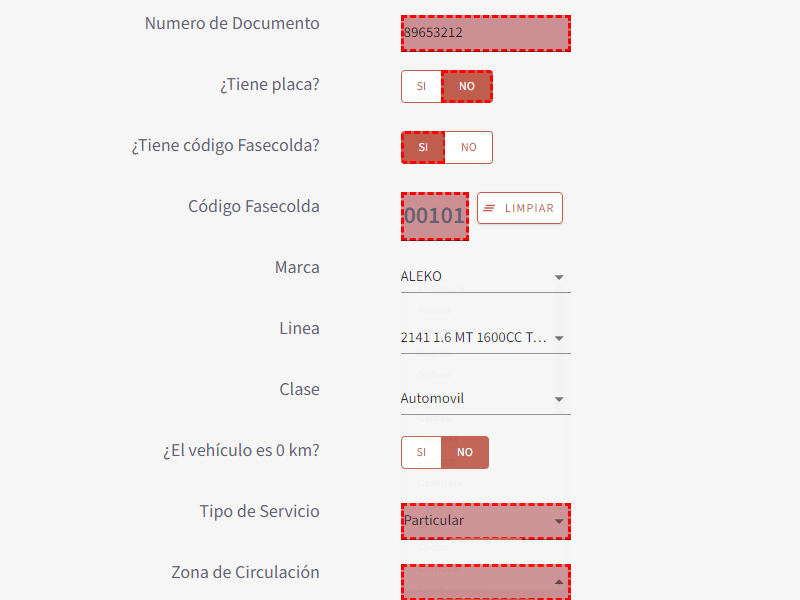 Numero de Documento
89653212
¿Tiene placa?
SI NO
¿Tiene código Fasecolda?
SI NO
Código Fasecolda
00101
LIMPIAR
Marca
ALEKO
Linea
2141 1.6 MT 1600CC T...
Clase
Automovil
¿El vehículo es 0 km?
SI NO
Tipo de Servicio
Particular
Zona de Circulación